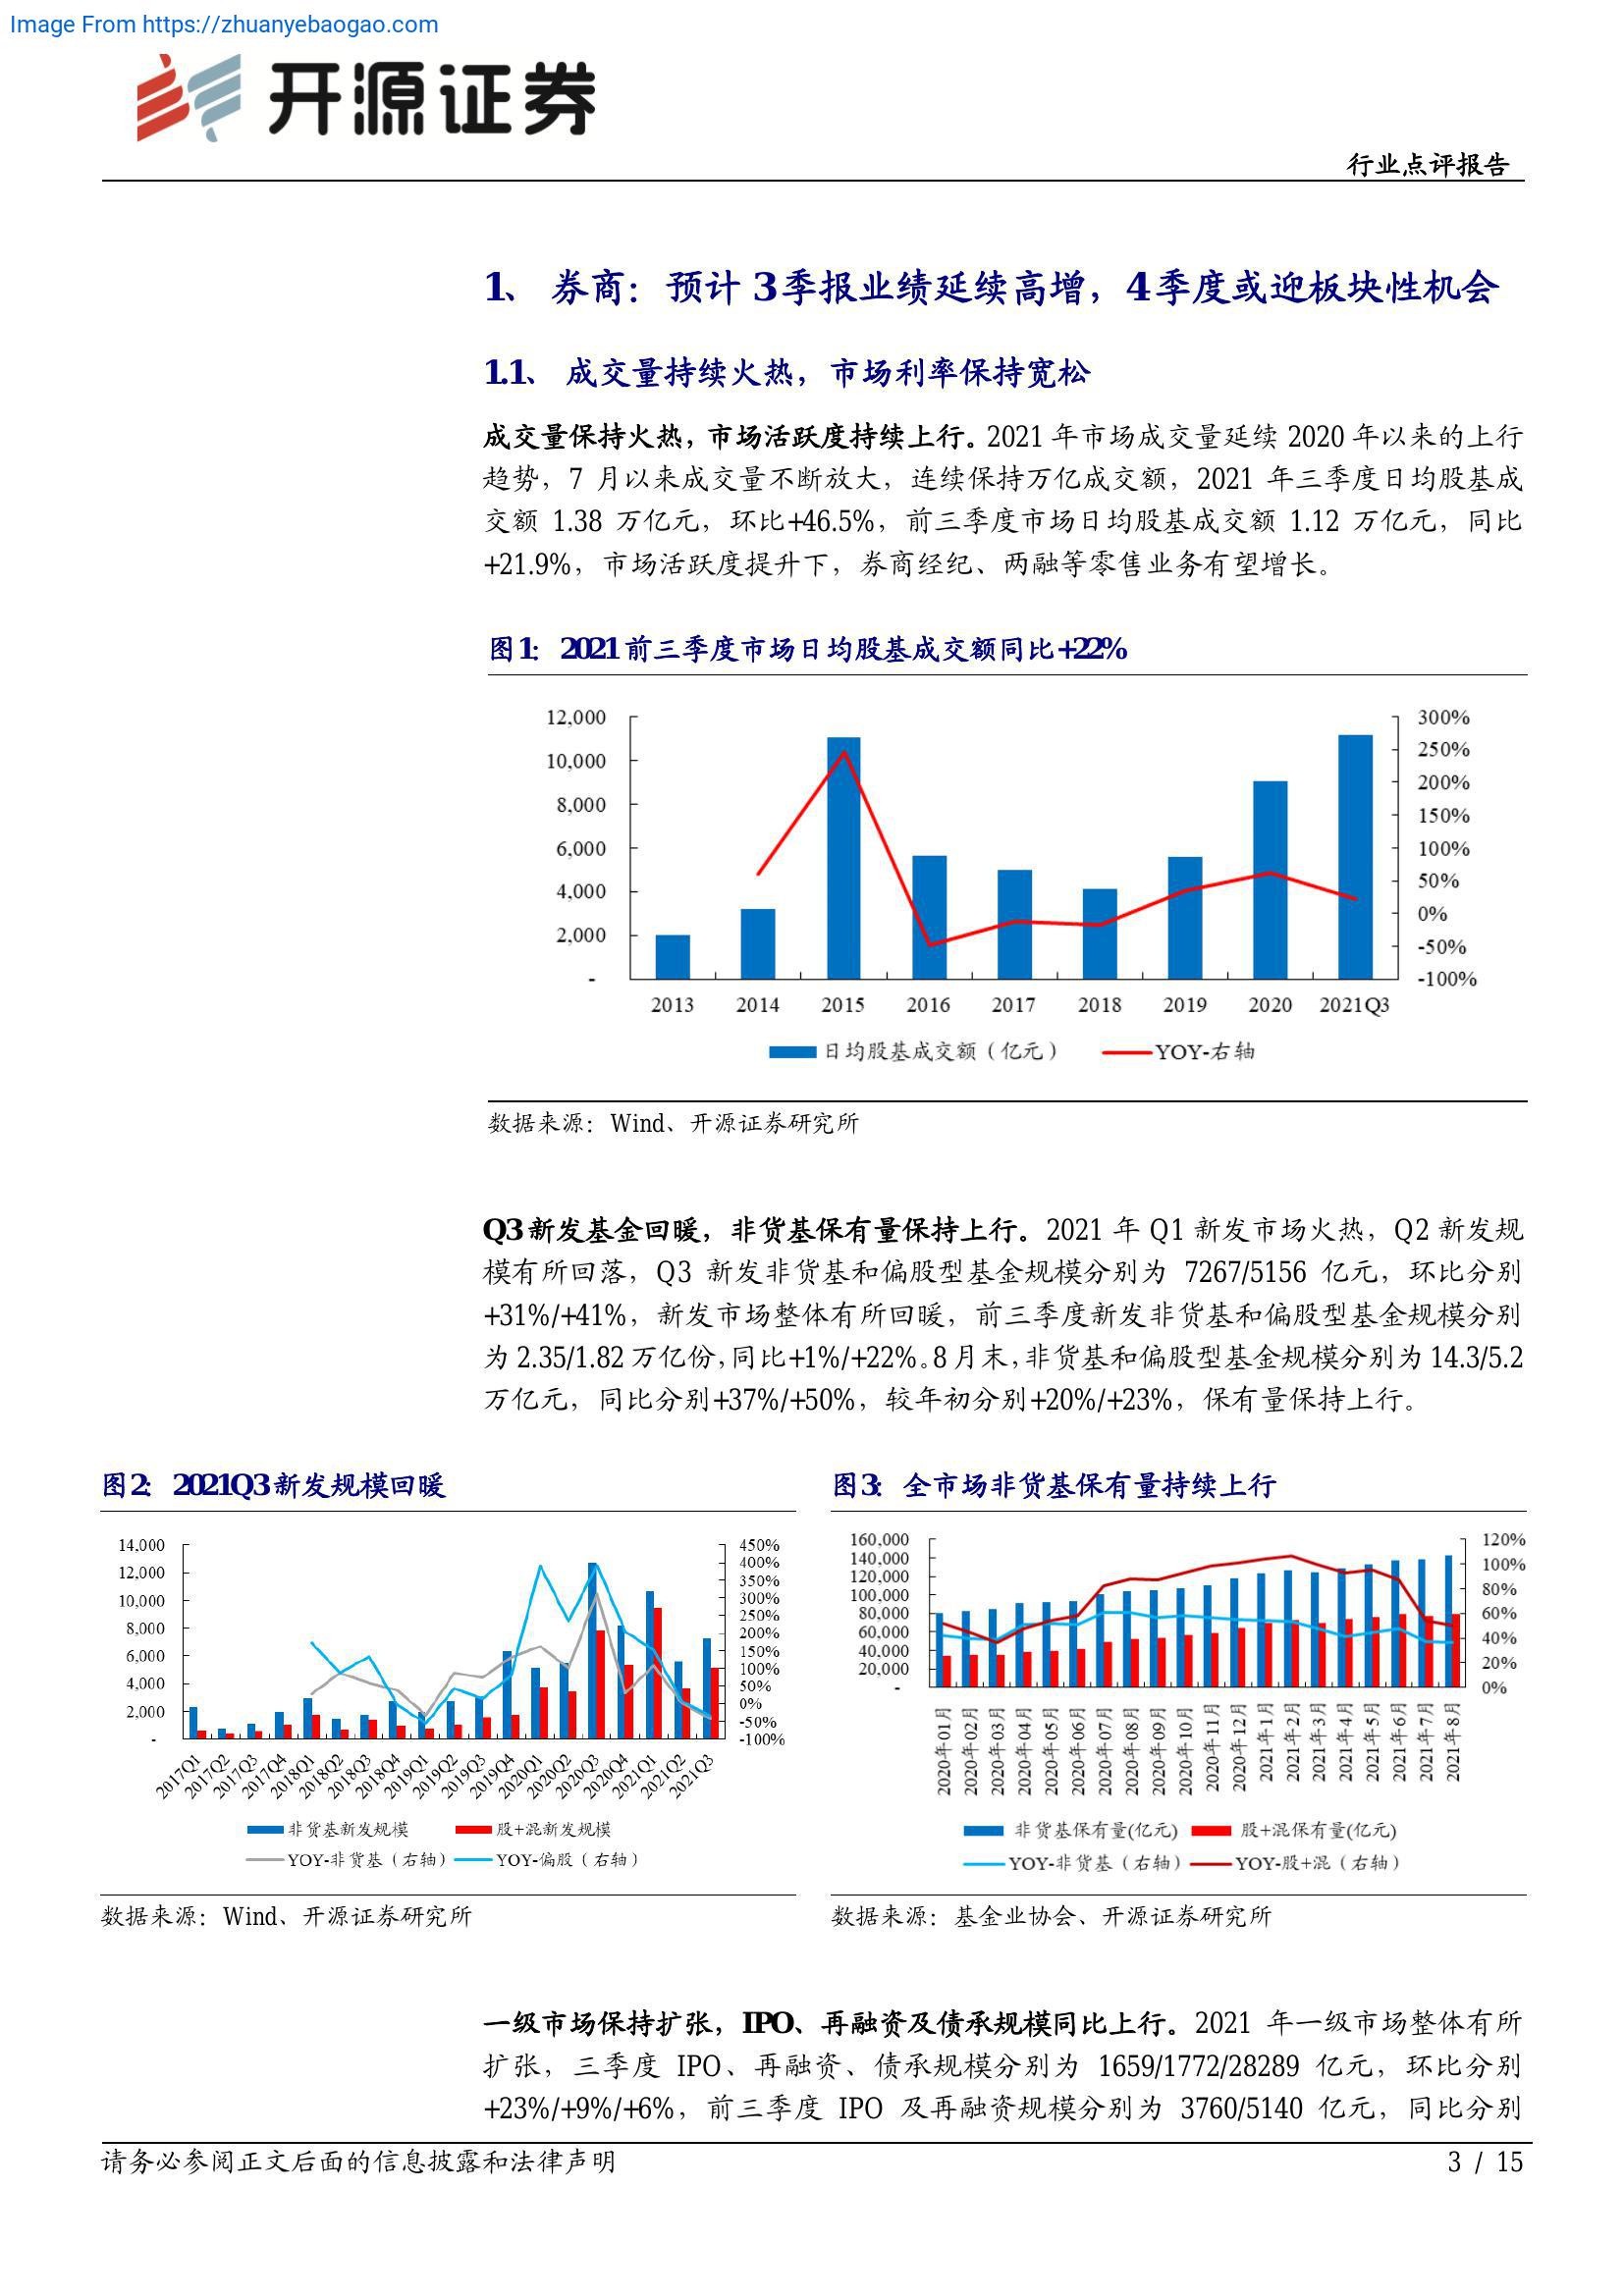 Image From https://zhuanyebaogao.com
开源证券
行业点评报告
1、 券商：预计 3 季报业绩延续高增，4 季度或迎板块性机会
1.1、 成交量持续火热，市场利率保持宽松
成交量保持火热，市场活跃度持续上行。2021 年市场成交量延续 2020 年以来的上行
趋势，7 月以来成交量不断放大，连续保持万亿成交额，2021 年三季度日均股基成
交额 1.38 万亿元，环比+46.5%，前三季度市场日均股基成交额 1.12 万亿元，同比
+21.9%，市场活跃度提升下，券商经纪、两融等零售业务有望增长。
图1： 2021 前三季度市场日均股基成交额同比+22%
12,000
10,000
8,000
6,000
4,000
2,000
-
300%
250%
200%
150%
100%
50%
0%
-50%
-100%
2013 2014 2015 2016 2017 2018 2019 2020 2021Q3
日均股基成交额（亿元） YOY-右轴
数据来源：Wind、开源证券研究所
Q3 新发基金回暖，非货基保有量保持上行。2021 年 Q1 新发市场火热，Q2 新发规
模有所回落，Q3 新发非货基和偏股型基金规模分别为 7267/5156 亿元，环比分别
+31%/+41%，新发市场整体有所回暖，前三季度新发非货基和偏股型基金规模分别
为 2.35/1.82 万亿份，同比+1%/+22%。8 月末，非货基和偏股型基金规模分别为 14.3/5.2
万亿元，同比分别+37%/+50%，较年初分别+20%/+23%，保有量保持上行。
图2： 2021Q3 新发规模回暖
14,000
12,000
10,000
8,000
6,000
4,000
2,000
-
450%
400%
350%
300%
250%
200%
150%
100%
50%
0%
-50%
-100%
2017Q1 2017Q2 2017Q3 2017Q4 2018Q1 2018Q2 2018Q3 2018Q4 2019Q1 2019Q2 2019Q3 2019Q4 2020Q1 2020Q2 2020Q3 2020Q4 2021Q1 2021Q2 2021Q3
非货基新发规模 股+混新发规模
YOY-非货基（右轴） YOY-偏股（右轴）
数据来源：Wind、开源证券研究所
图3： 全市场非货基保有量持续上行
160,000
140,000
120,000
100,000
80,000
60,000
40,000
20,000
-
120%
100%
80%
60%
40%
20%
0%
2020年01月 2020年02月 2020年03月 2020年04月 2020年05月 2020年06月 2020年07月 2020年08月 2020年09月 2020年10月 2020年11月 2020年12月 2021年1月 2021年2月 2021年3月 2021年4月 2021年5月 2021年6月 2021年7月 2021年8月
非货基保有量(亿元) 股+混保有量(亿元)
YOY-非货基（右轴） YOY-股+混（右轴）
数据来源：基金业协会、开源证券研究所
一级市场保持扩张，IPO、再融资及债承规模同比上行。2021 年一级市场整体有所
扩张，三季度 IPO、再融资、债承规模分别为 1659/1772/28289 亿元，环比分别
+23%/+9%/+6%，前三季度 IPO 及再融资规模分别为 3760/5140 亿元，同比分别
请务必参阅正文后面的信息披露和法律声明
3 / 15